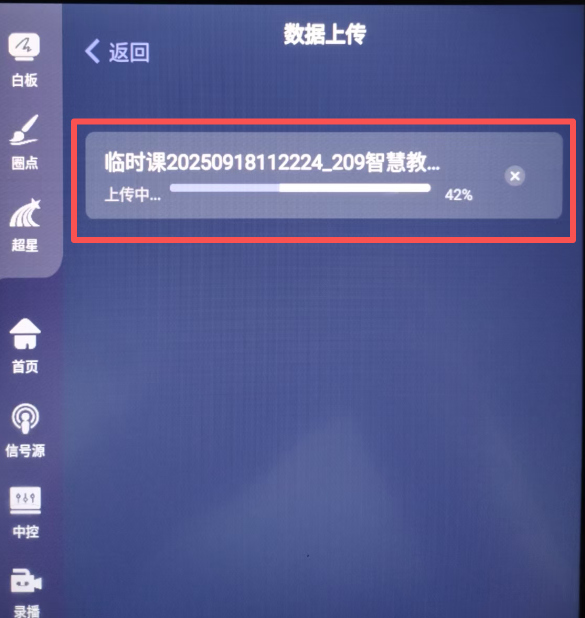 数据上传
返回
白板
圈点
超星
首页
信号源
中控
录播
临时课20250918112224_209智慧教...
上传中...
42%